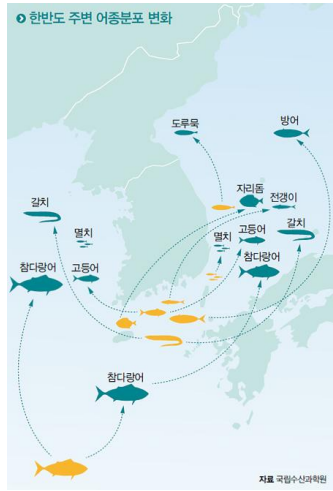 한반도 주변 어종분포 변화
도루묵
방어
자리돔
전갱이
갈치
멸치
고등어
참다랑어
멸치
고등어
갈치
참다랑어
참다랑어
자료 국립수산과학원